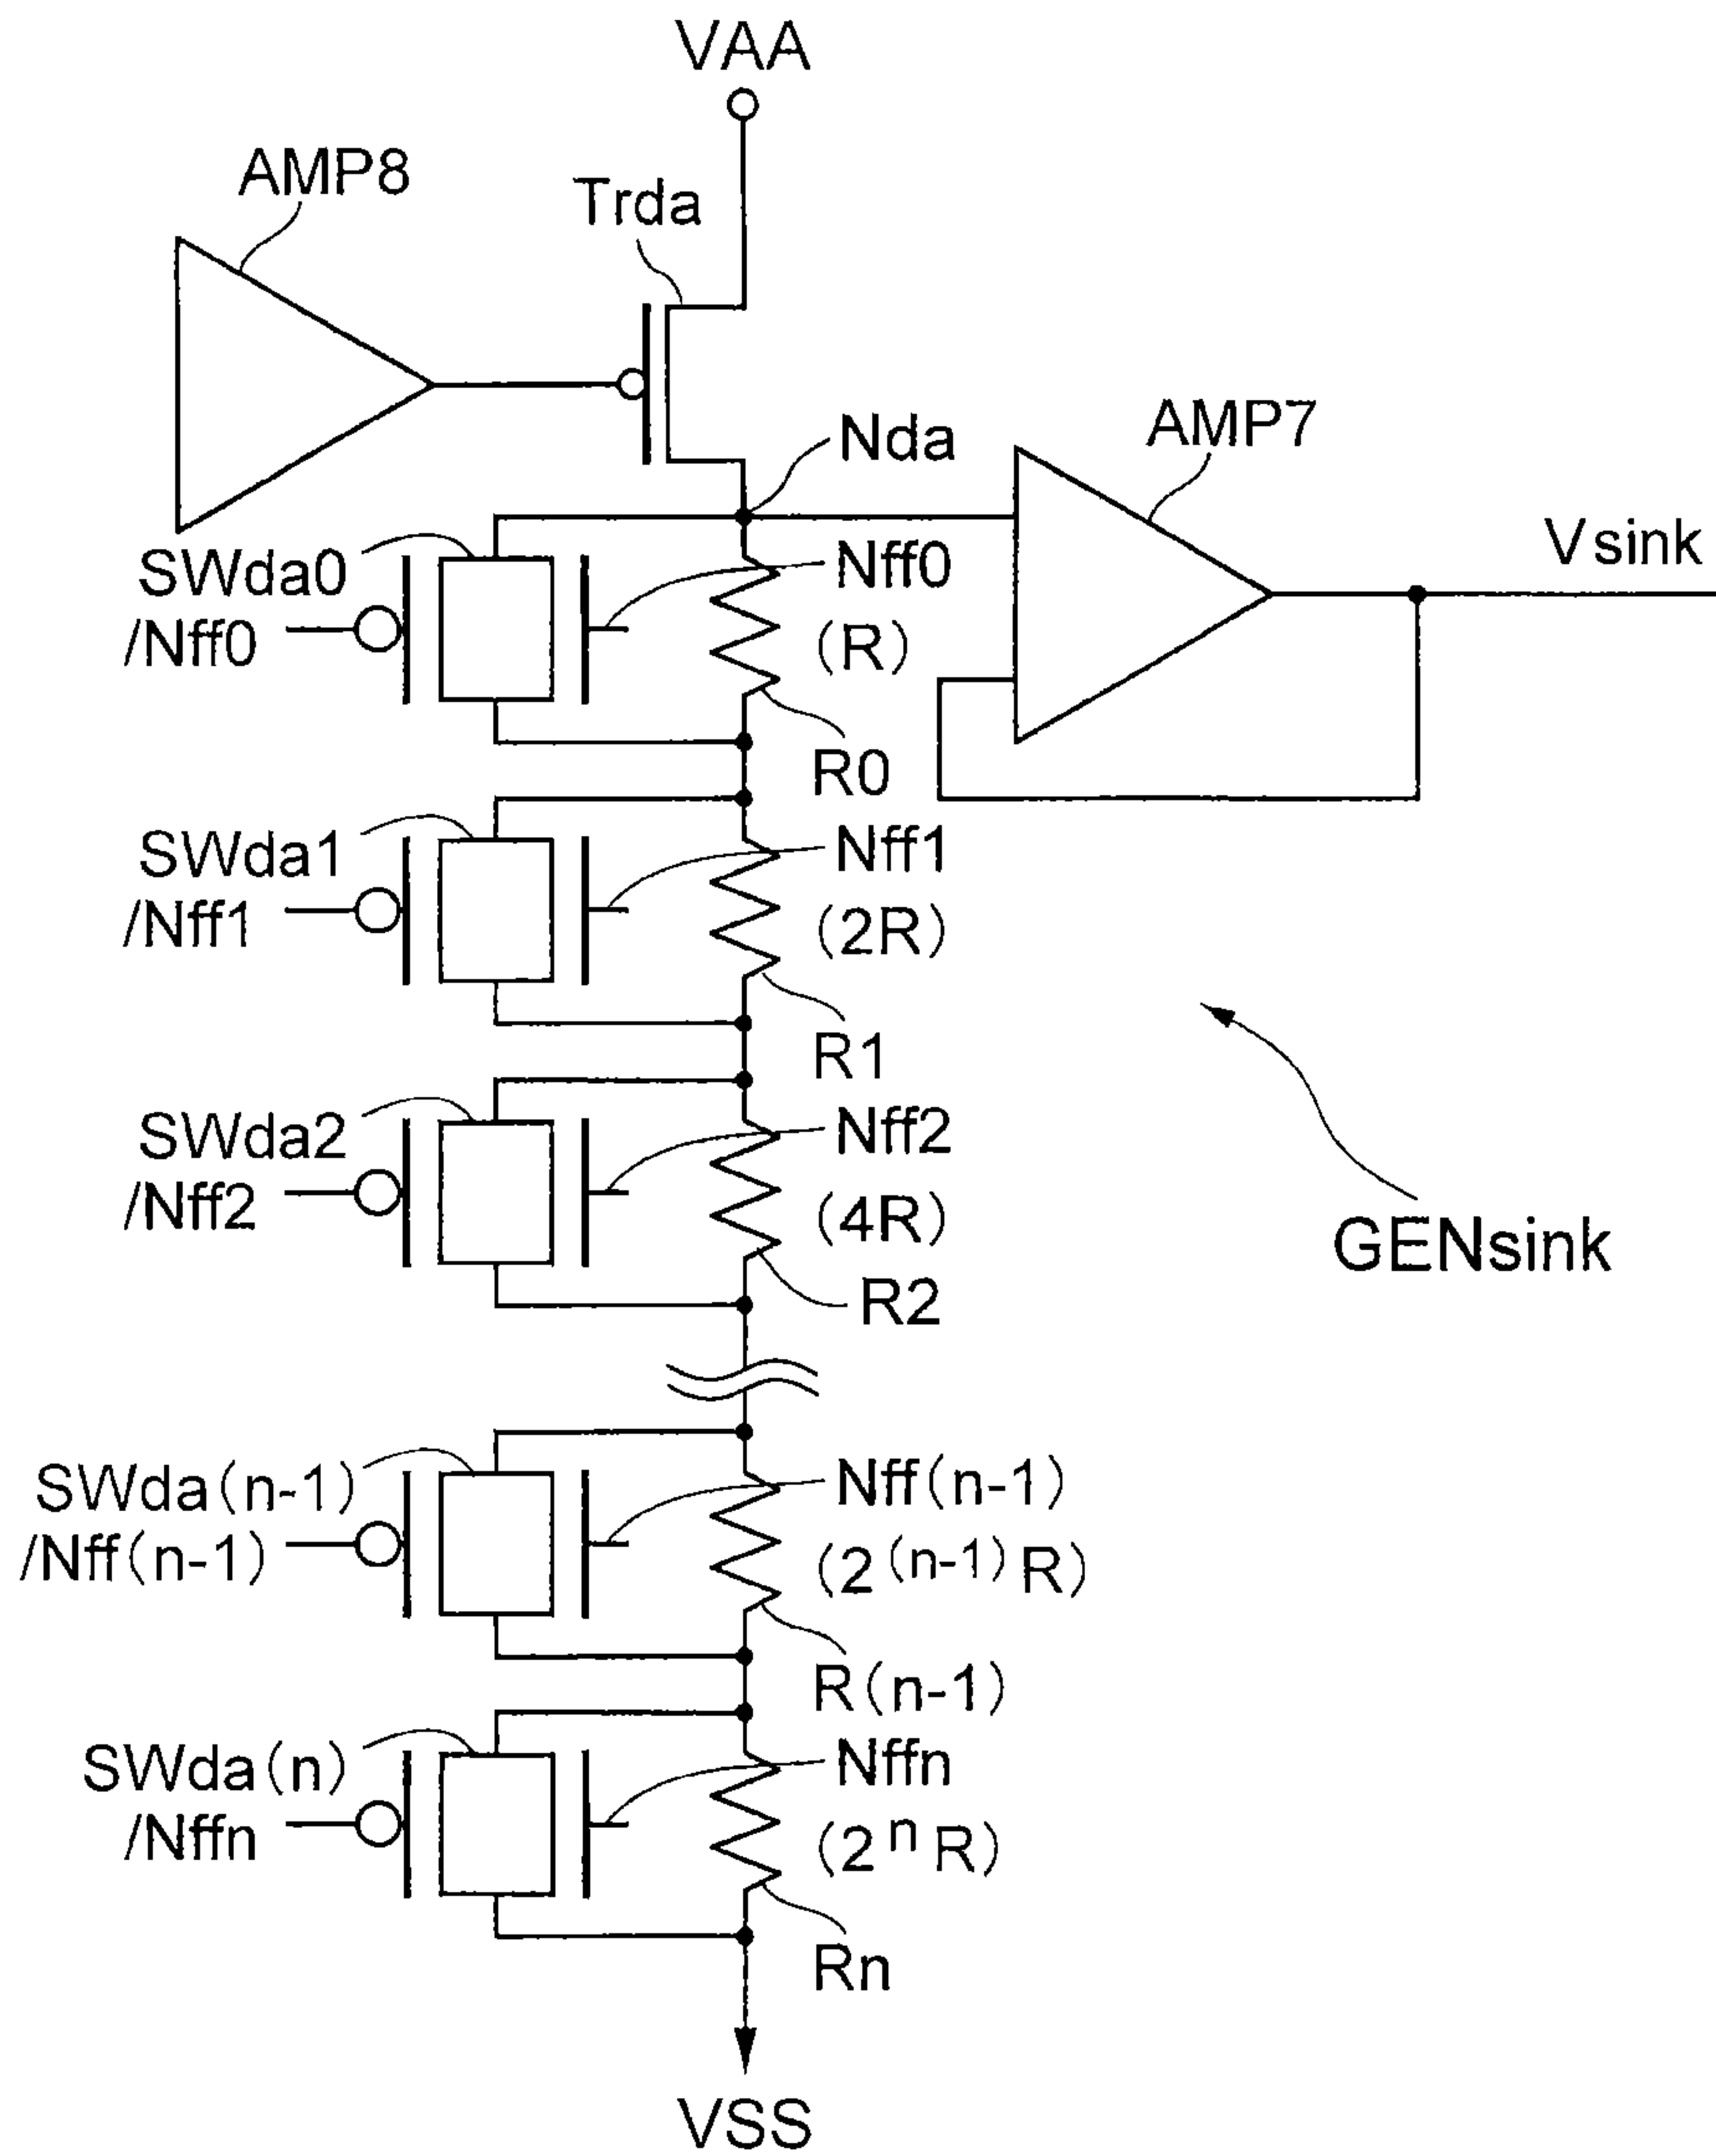 VAA
AMP8
Trda
Nda
AMP7
Vsink
SWda0
/Nff0
Nff0
(R)
R0
SWda1
/Nff1
Nff1
(2R)
R1
SWda2
/Nff2
Nff2
(4R)
R2
GENsink
SWda(n-1)
/Nff(n-1)
Nff(n-1)
(2^(n-1) R)
R(n-1)
SWda(n)
/Nffn
Nffn
(2^n R)
Rn
VSS